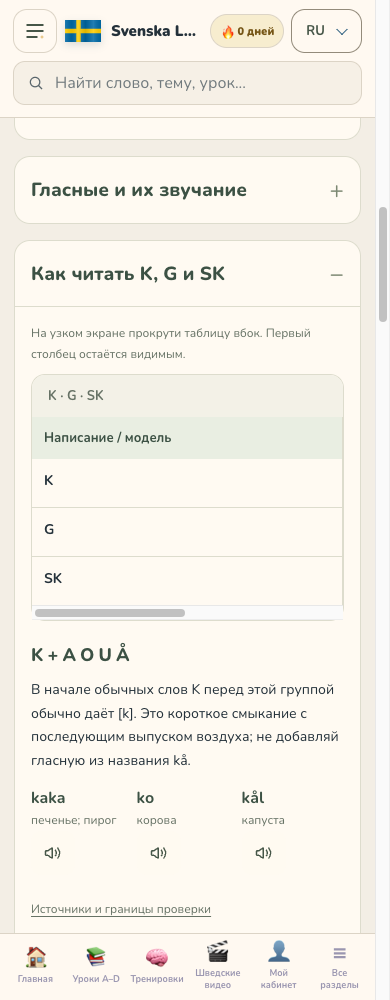 Svenska L...
0 дней
RU
Найти слово, тему, урок...
Гласные и их звучание
Как читать K, G и SK
На узком экране прокрути таблицу вбок. Первый
столбец остаётся видимым.
K · G · SK
Написание / модель
K
G
SK
K + A O U Å
В начале обычных слов K перед этой группой
обычно даёт [k]. Это короткое смыкание с
последующим выпуском воздуха; не добавляй
гласную из названия kå.
kaka ko kål
печенье; пирог корова капуста
Источники и границы проверки
Главная Уроки A–D Тренировки Шведские видео Мой кабинет Все разделы